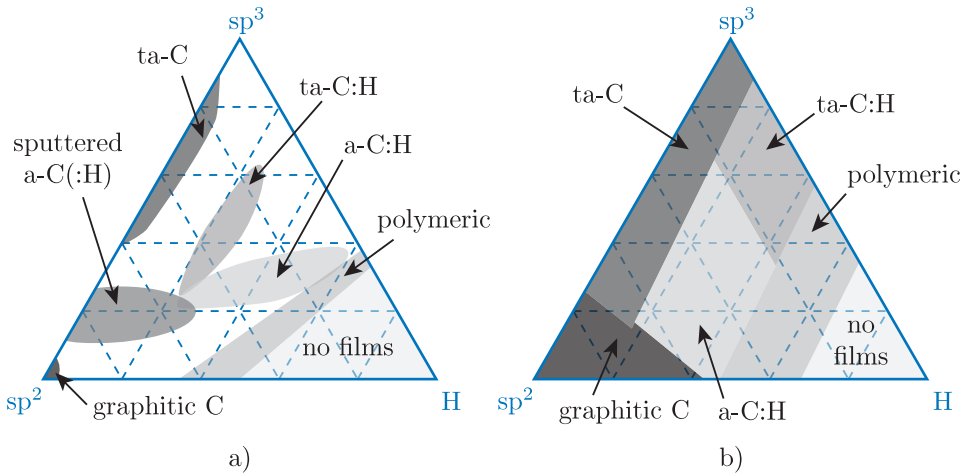 sp³
ta-C
ta-C:H
sputtered
a-C(:H)
a-C:H
polymeric
no films
sp²
graphitic C
H
a)
sp³
ta-C
ta-C:H
polymeric
no
films
sp²
graphitic C
a-C:H
H
b)